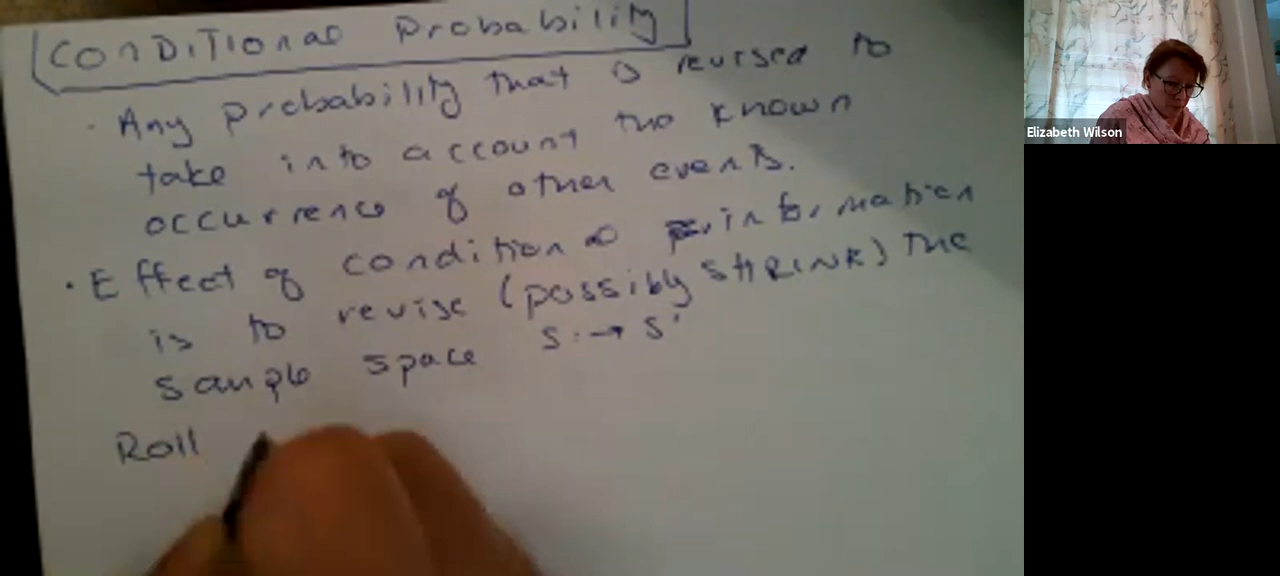 Conditional Probability
· Any probability that is revised to
take into account the known
occurrence of other events.
· Effect of conditional information
is to revise (possibly SHRINK) the
sample space S → S'
Roll
Elizabeth Wilson